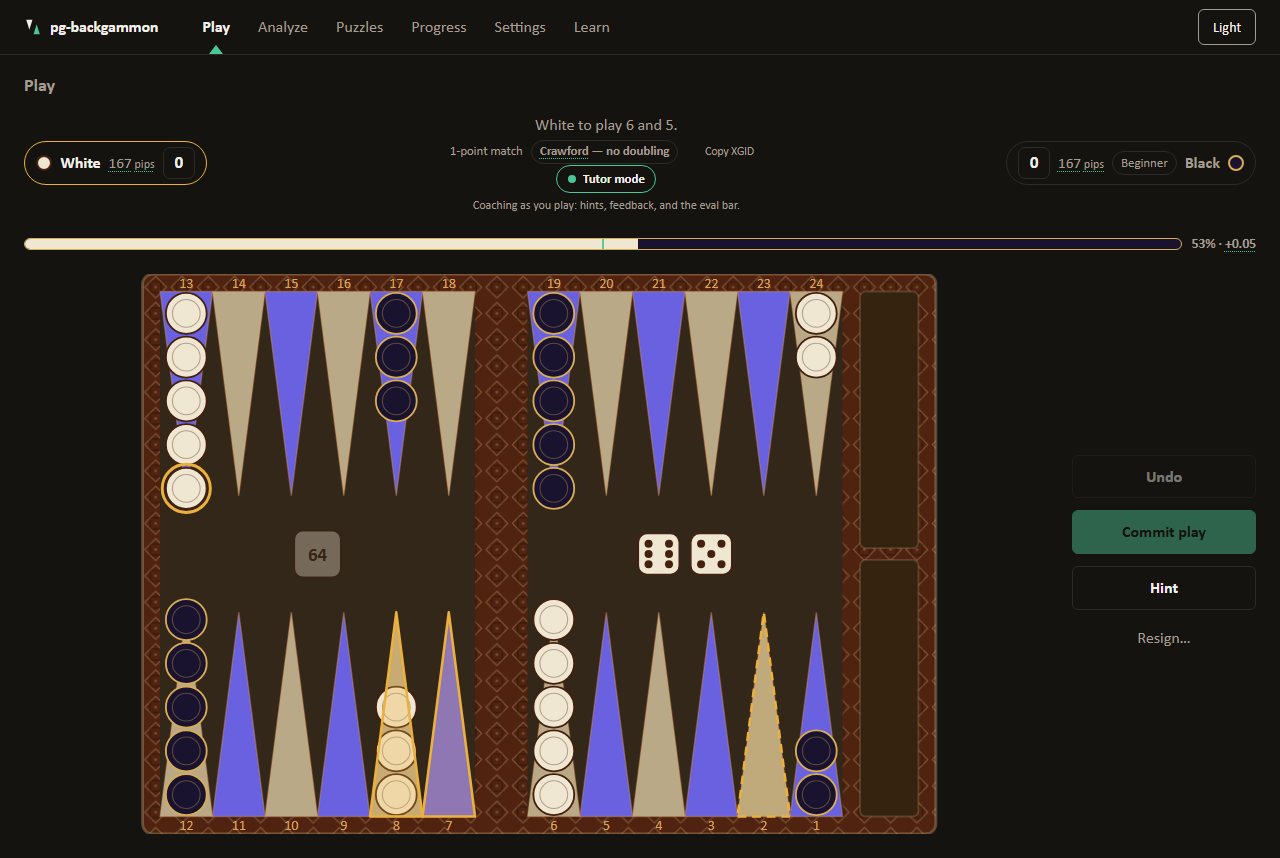 pg-backgammon Play Analyze Puzzles Progress Settings Learn Light
Play
White to play 6 and 5.
White 167 pips 0
1-point match Crawford — no doubling Copy XGID
Tutor mode
Coaching as you play: hints, feedback, and the eval bar.
0 167 pips Beginner Black
53% · +0.05
13 14 15 16 17 18 19 20 21 22 23 24
64
12 11 10 9 8 7 6 5 4 3 2 1
Undo
Commit play
Hint
Resign...